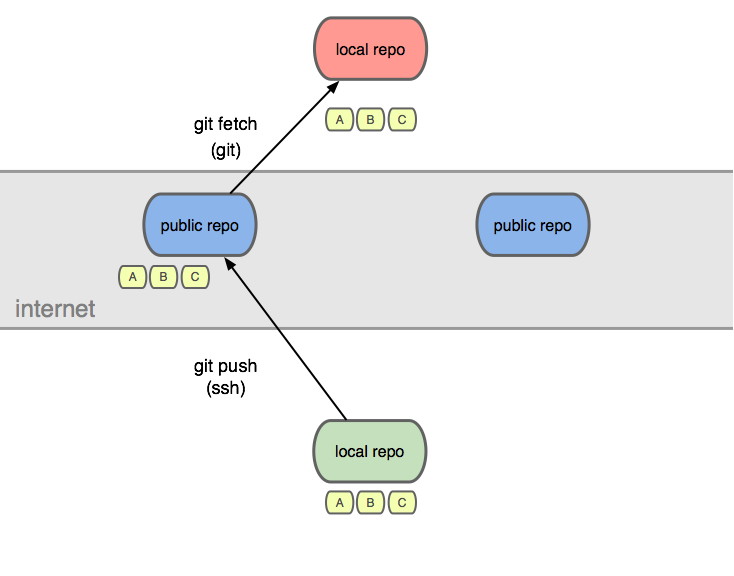 local repo
A B C
git fetch
(git)
public repo
public repo
A B C
internet
git push
(ssh)
local repo
A B C